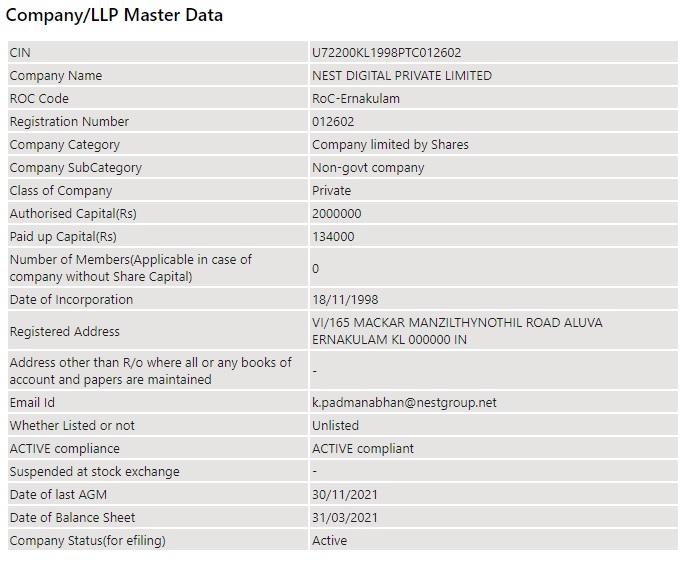 Company/LLP Master Data
CIN U72200KL1998PTC012602
Company Name NEST DIGITAL PRIVATE LIMITED
ROC Code RoC-Ernakulam
Registration Number 012602
Company Category Company limited by Shares
Company SubCategory Non-govt company
Class of Company Private
Authorised Capital(Rs) 2000000
Paid up Capital(Rs) 134000
Number of Members(Applicable in case of
company without Share Capital) 0
Date of Incorporation 18/11/1998
Registered Address VI/165 MACKAR MANZILTHYNOTHIL ROAD ALUVA
ERNAKULAM KL 000000 IN
Address other than R/o where all or any books of
account and papers are maintained -
Email Id k.padmanabhan@nestgroup.net
Whether Listed or not Unlisted
ACTIVE compliance ACTIVE compliant
Suspended at stock exchange -
Date of last AGM 30/11/2021
Date of Balance Sheet 31/03/2021
Company Status(for efiling) Active